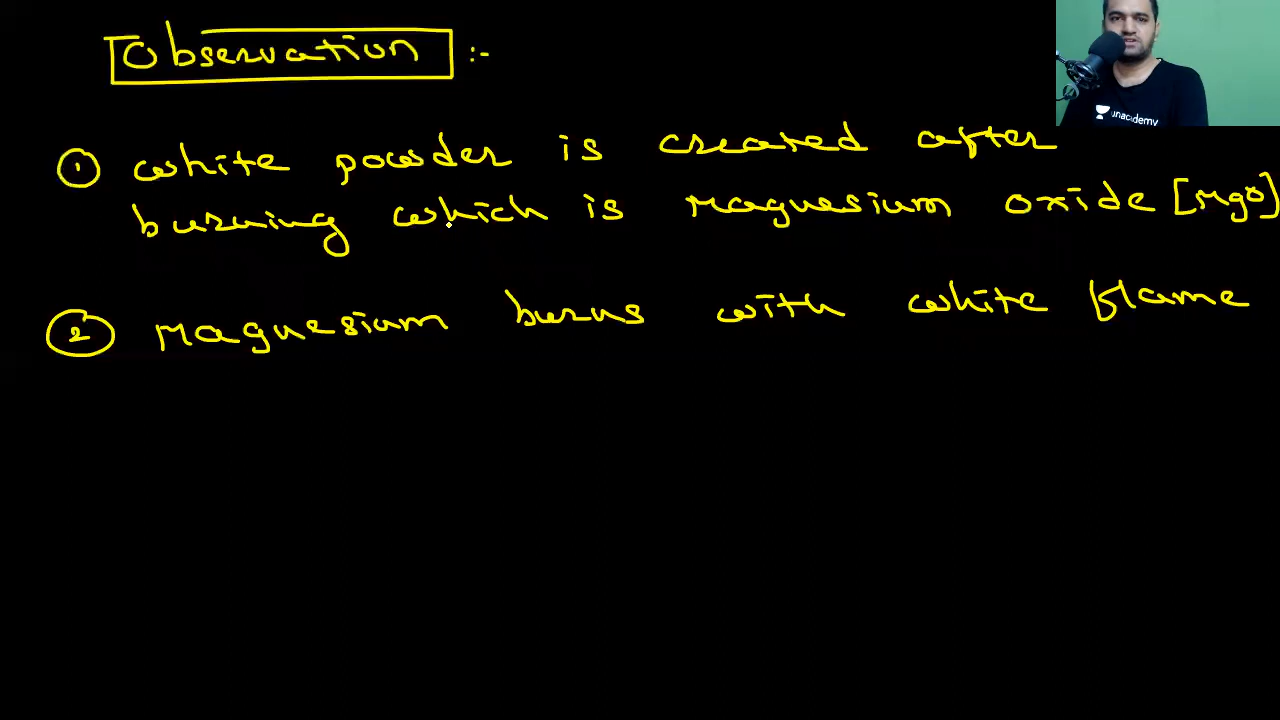 Observation :-
① White powder is created after
burning which is Magnesium oxide [MgO]
② Magnesium burns with white flame
unacademy